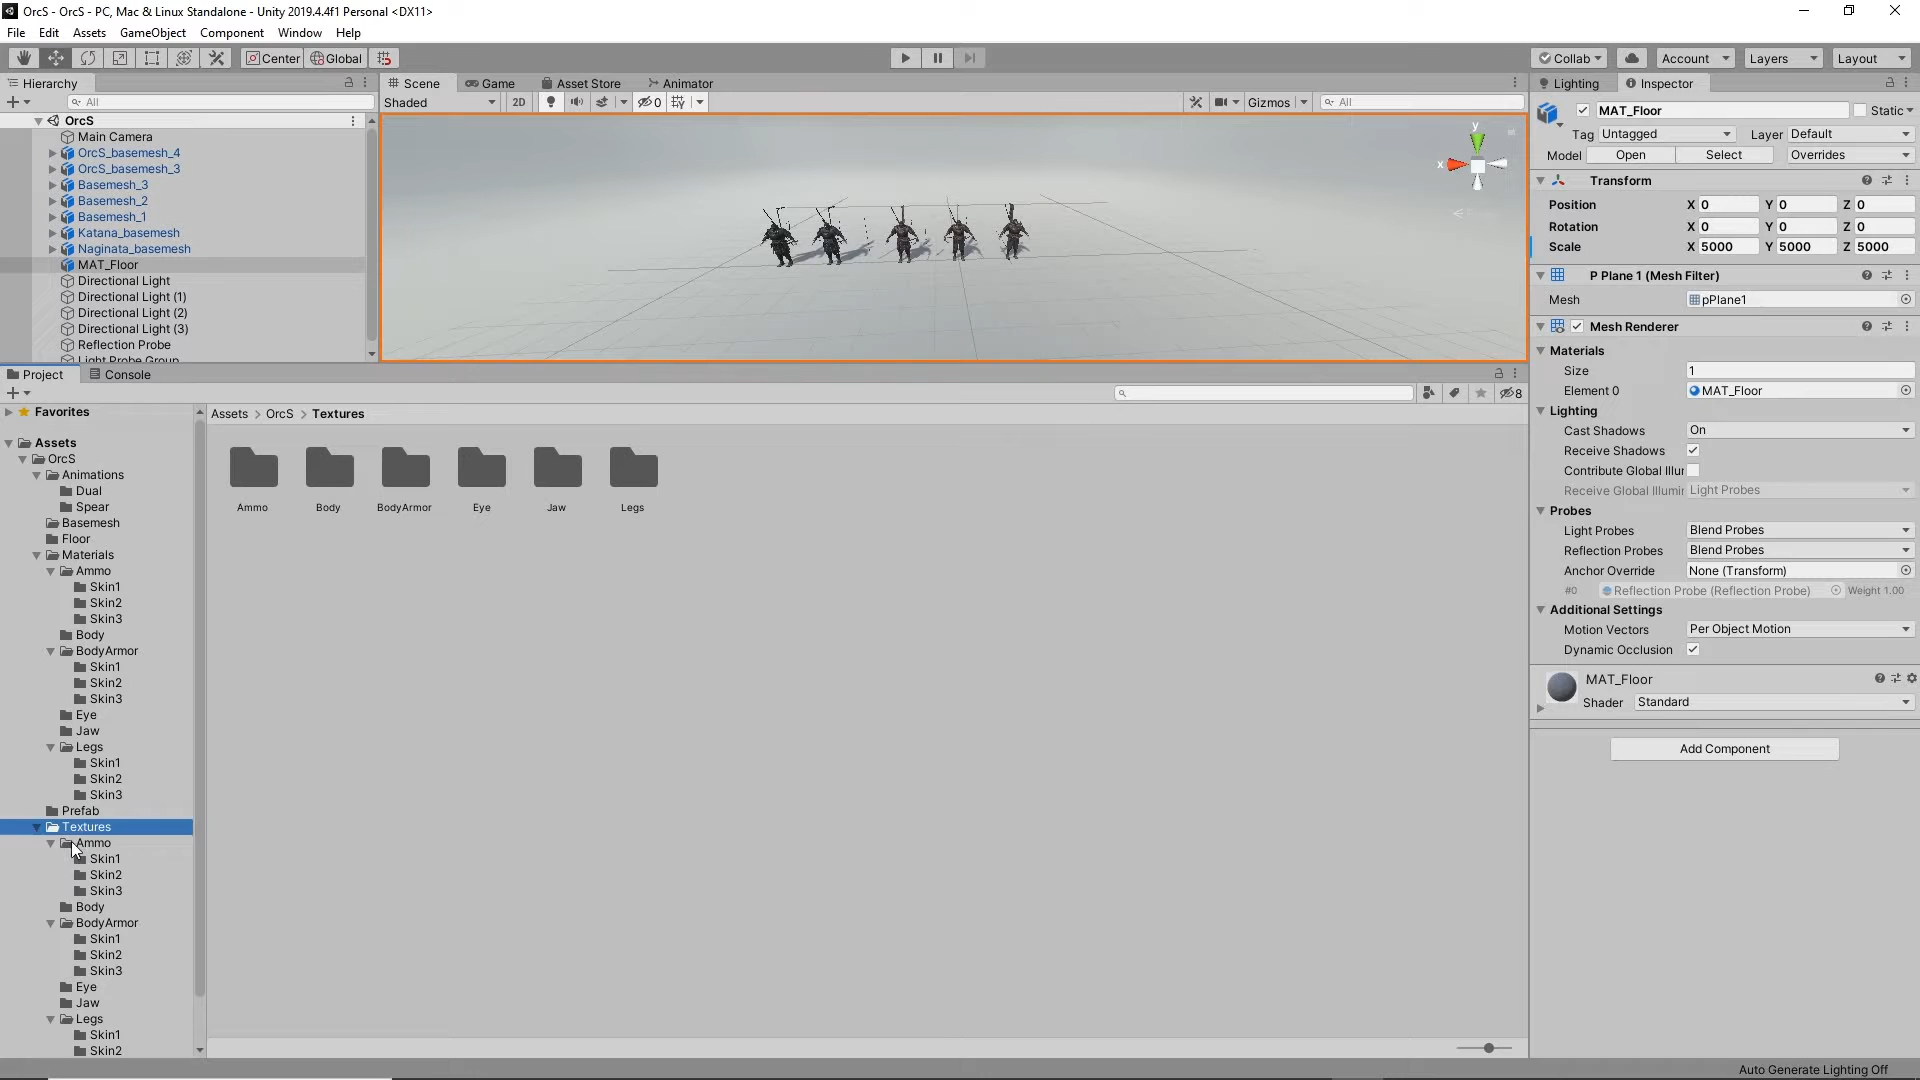 OrcS - OrcS - PC, Mac & Linux Standalone - Unity 2019.4.4f1 Personal <DX11>
File Edit Assets GameObject Component Window Help
Center Global Collab Account Layers Layout
Hierarchy
All
OrcS
Main Camera
OrcS_basemesh_4
OrcS_basemesh_3
Basemesh_3
Basemesh_2
Basemesh_1
Katana_basemesh
Naginata_basemesh
MAT_Floor
Directional Light
Directional Light (1)
Directional Light (2)
Directional Light (3)
Reflection Probe
Light Probe Group
Scene Game Asset Store Animator
Shaded 2D 0 Gizmos All
y
x
Lighting Inspector
MAT_Floor Static
Tag Untagged Layer Default
Model Open Select Overrides
Transform
Position X 0 Y 0 Z 0
Rotation X 0 Y 0 Z 0
Scale X 5000 Y 5000 Z 5000
P Plane 1 (Mesh Filter)
Mesh pPlane1
Mesh Renderer
Materials
Size 1
Element 0 MAT_Floor
Lighting
Cast Shadows On
Receive Shadows
Contribute Global Illur
Receive Global Illumir Light Probes
Probes
Light Probes Blend Probes
Reflection Probes Blend Probes
Anchor Override None (Transform)
#0 Reflection Probe (Reflection Probe) Weight 1.00
Additional Settings
Motion Vectors Per Object Motion
Dynamic Occlusion
MAT_Floor
Shader Standard
Add Component
Project Console
8
Favorites
Assets
OrcS
Animations
Dual
Spear
Basemesh
Floor
Materials
Ammo
Skin1
Skin2
Skin3
Body
BodyArmor
Skin1
Skin2
Skin3
Eye
Jaw
Legs
Skin1
Skin2
Skin3
Prefab
Textures
Ammo
Skin1
Skin2
Skin3
Body
BodyArmor
Skin1
Skin2
Skin3
Eye
Jaw
Legs
Skin1
Skin2
Assets > OrcS > Textures
Ammo Body BodyArmor Eye Jaw Legs
Auto Generate Lighting Off